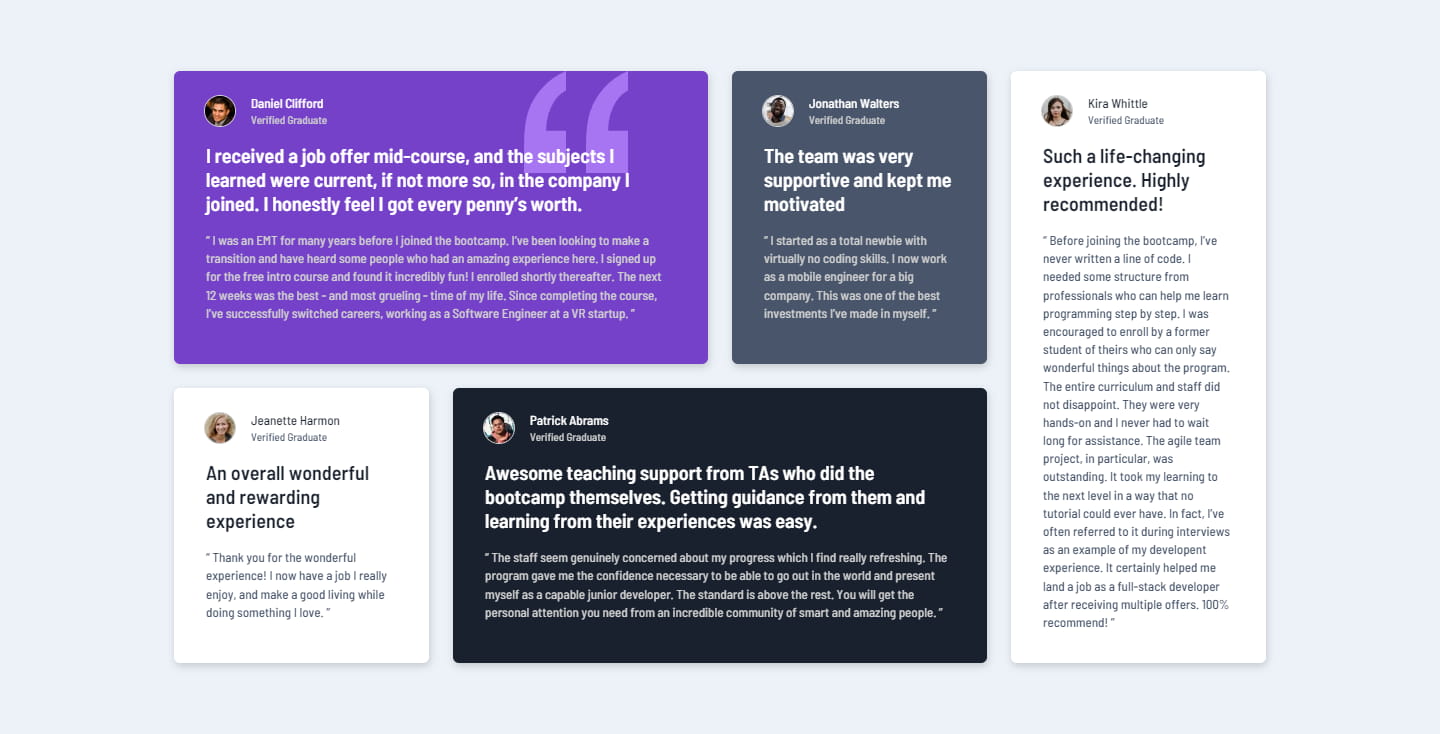 Daniel Clifford
Verified Graduate
I received a job offer mid-course, and the subjects I
learned were current, if not more so, in the company I
joined. I honestly feel I got every penny’s worth.
“ I was an EMT for many years before I joined the bootcamp. I’ve been looking to make a
transition and have heard some people who had an amazing experience here. I signed up
for the free intro course and found it incredibly fun! I enrolled shortly thereafter. The next
12 weeks was the best - and most grueling - time of my life. Since completing the course,
I’ve successfully switched careers, working as a Software Engineer at a VR startup. ”
Jonathan Walters
Verified Graduate
The team was very
supportive and kept me
motivated
“ I started as a total newbie with
virtually no coding skills. I now work
as a mobile engineer for a big
company. This was one of the best
investments I’ve made in myself. ”
Kira Whittle
Verified Graduate
Such a life-changing
experience. Highly
recommended!
“ Before joining the bootcamp, I’ve
never written a line of code. I
needed some structure from
professionals who can help me learn
programming step by step. I was
encouraged to enroll by a former
student of theirs who can only say
wonderful things about the program.
The entire curriculum and staff did
not disappoint. They were very
hands-on and I never had to wait
long for assistance. The agile team
project, in particular, was
outstanding. It took my learning to
the next level in a way that no
tutorial could ever have. In fact, I’ve
often referred to it during interviews
as an example of my developent
experience. It certainly helped me
land a job as a full-stack developer
after receiving multiple offers. 100%
recommend! ”
Jeanette Harmon
Verified Graduate
An overall wonderful
and rewarding
experience
“ Thank you for the wonderful
experience! I now have a job I really
enjoy, and make a good living while
doing something I love. ”
Patrick Abrams
Verified Graduate
Awesome teaching support from TAs who did the
bootcamp themselves. Getting guidance from them and
learning from their experiences was easy.
“ The staff seem genuinely concerned about my progress which I find really refreshing. The
program gave me the confidence necessary to be able to go out in the world and present
myself as a capable junior developer. The standard is above the rest. You will get the
personal attention you need from an incredible community of smart and amazing people. ”